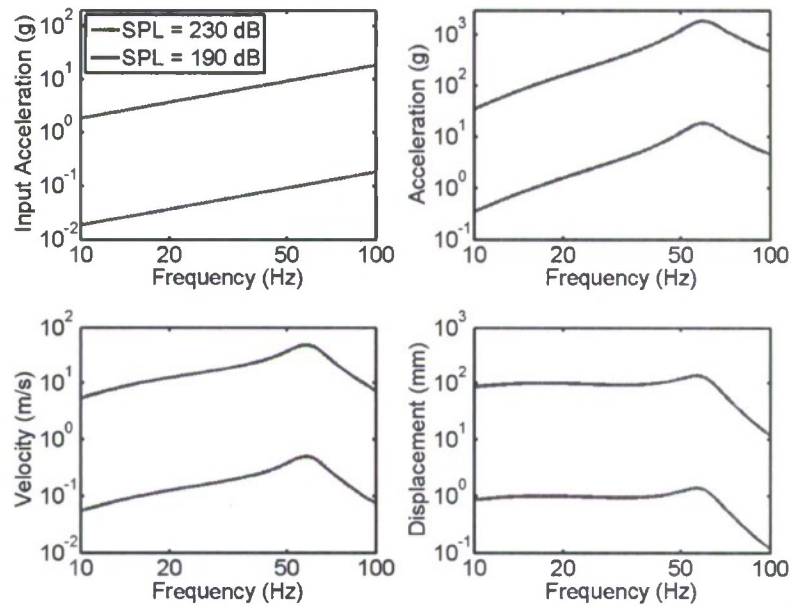 Input Acceleration (g)
10^2
10^1
10^0
10^-1
10^-2
SPL = 230 dB
SPL = 190 dB
10 20 50 100
Frequency (Hz)
Acceleration (g)
10^3
10^2
10^1
10^0
10^-1
10 20 50 100
Frequency (Hz)
Velocity (m/s)
10^2
10^1
10^0
10^-1
10^-2
10 20 50 100
Frequency (Hz)
Displacement (mm)
10^3
10^2
10^1
10^0
10^-1
10 20 50 100
Frequency (Hz)